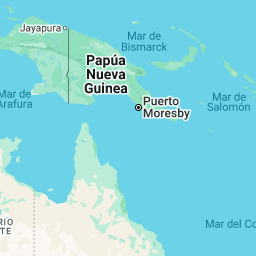 Jayapura
Mar de
Bismarck
Papúa
Nueva
Guinea
Mar de
Arafura
Puerto
Moresby
Mar de
Salomón
Mar del Co
RIO
TE